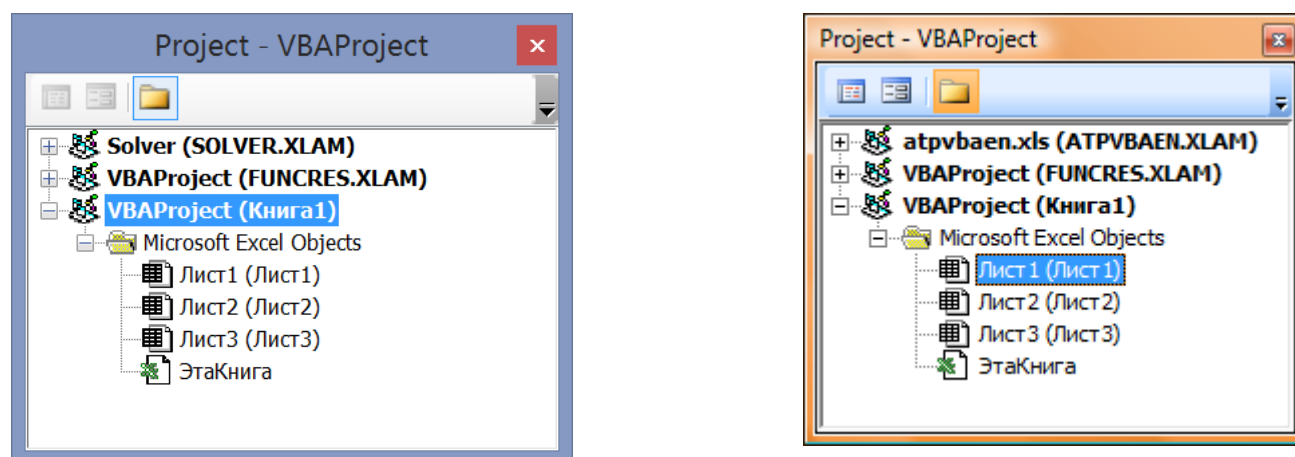 Project - VBAProject
Solver (SOLVER.XLAM)
VBAProject (FUNCRES.XLAM)
VBAProject (Книга1)
Microsoft Excel Objects
Лист1 (Лист1)
Лист2 (Лист2)
Лист3 (Лист3)
ЭтаКнига
Project - VBAProject
atpvbaen.xls (ATPVBAEN.XLAM)
VBAProject (FUNCRES.XLAM)
VBAProject (Книга1)
Microsoft Excel Objects
Лист1 (Лист1)
Лист2 (Лист2)
Лист3 (Лист3)
ЭтаКнига